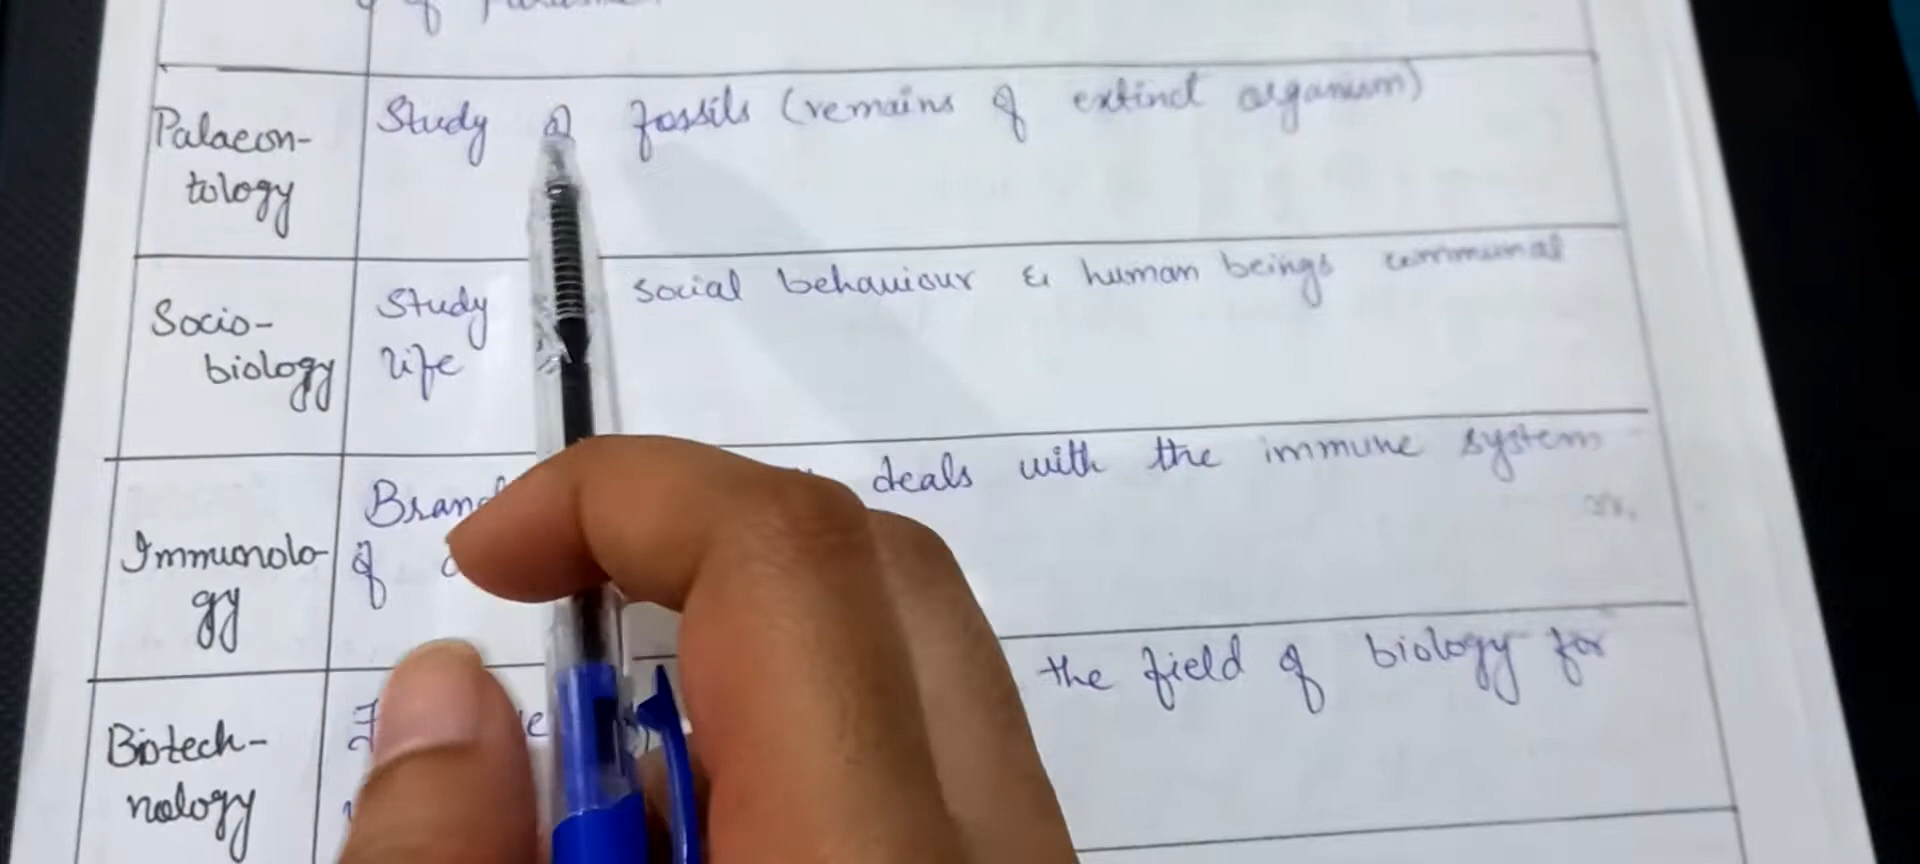 Palaeon-
tology
Study of fossils (remains of extinct organism)
Socio-
biology
Study social behaviour & human beings communal
life
Immunolo-
gy
deals with the immune system
of
Biotech-
nology
the field of biology for